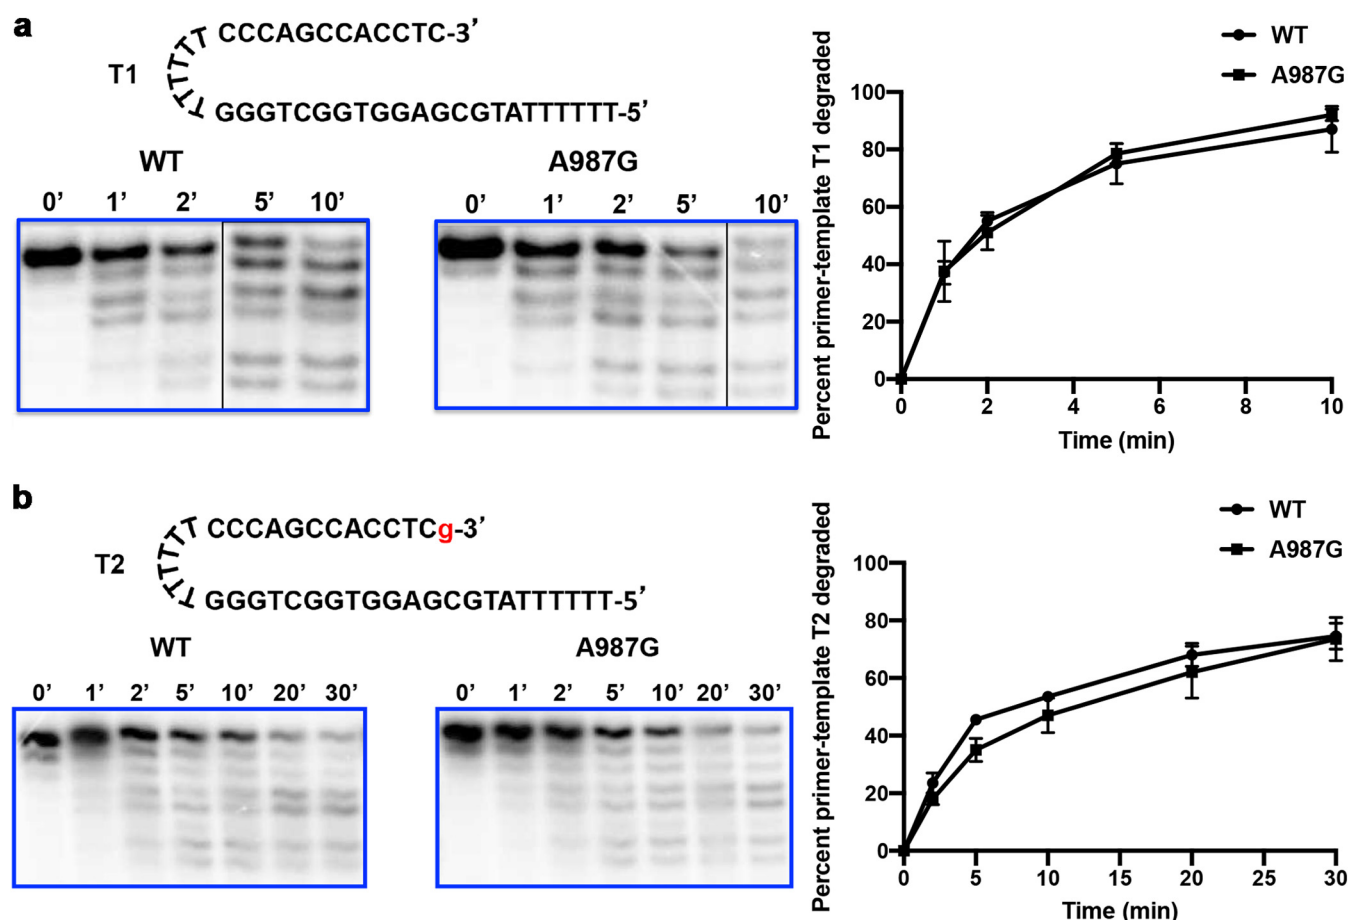 a
CCCAGCCACCTC-3’
TTTTTT
T1
GGGTCGGTGGAGCGTATTTTTT-5’
WT
0’ 1’ 2’ 5’ 10’
A987G
0’ 1’ 2’ 5’ 10’
WT
A987G
Percent primer-template T1 degraded
100
80
60
40
20
0
0 2 4 6 8 10
Time (min)
b
CCCAGCCACCTCg-3’
TTTTTT
T2
GGGTCGGTGGAGCGTATTTTTT-5’
WT
0’ 1’ 2’ 5’ 10’ 20’ 30’
A987G
0’ 1’ 2’ 5’ 10’ 20’ 30’
WT
A987G
Percent primer-template T2 degraded
100
80
60
40
20
0
0 5 10 15 20 25 30
Time (min)